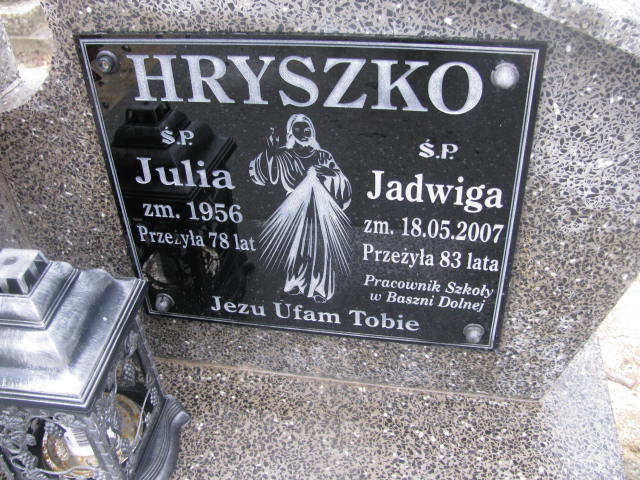 HRYSZKO
Ś.P.
Julia
zm. 1956
Przeżyła 78 lat
Ś.P.
Jadwiga
zm. 18.05.2007
Przeżyła 83 lata
Pracownik Szkoły
w Baszni Dolnej
Jezu Ufam Tobie